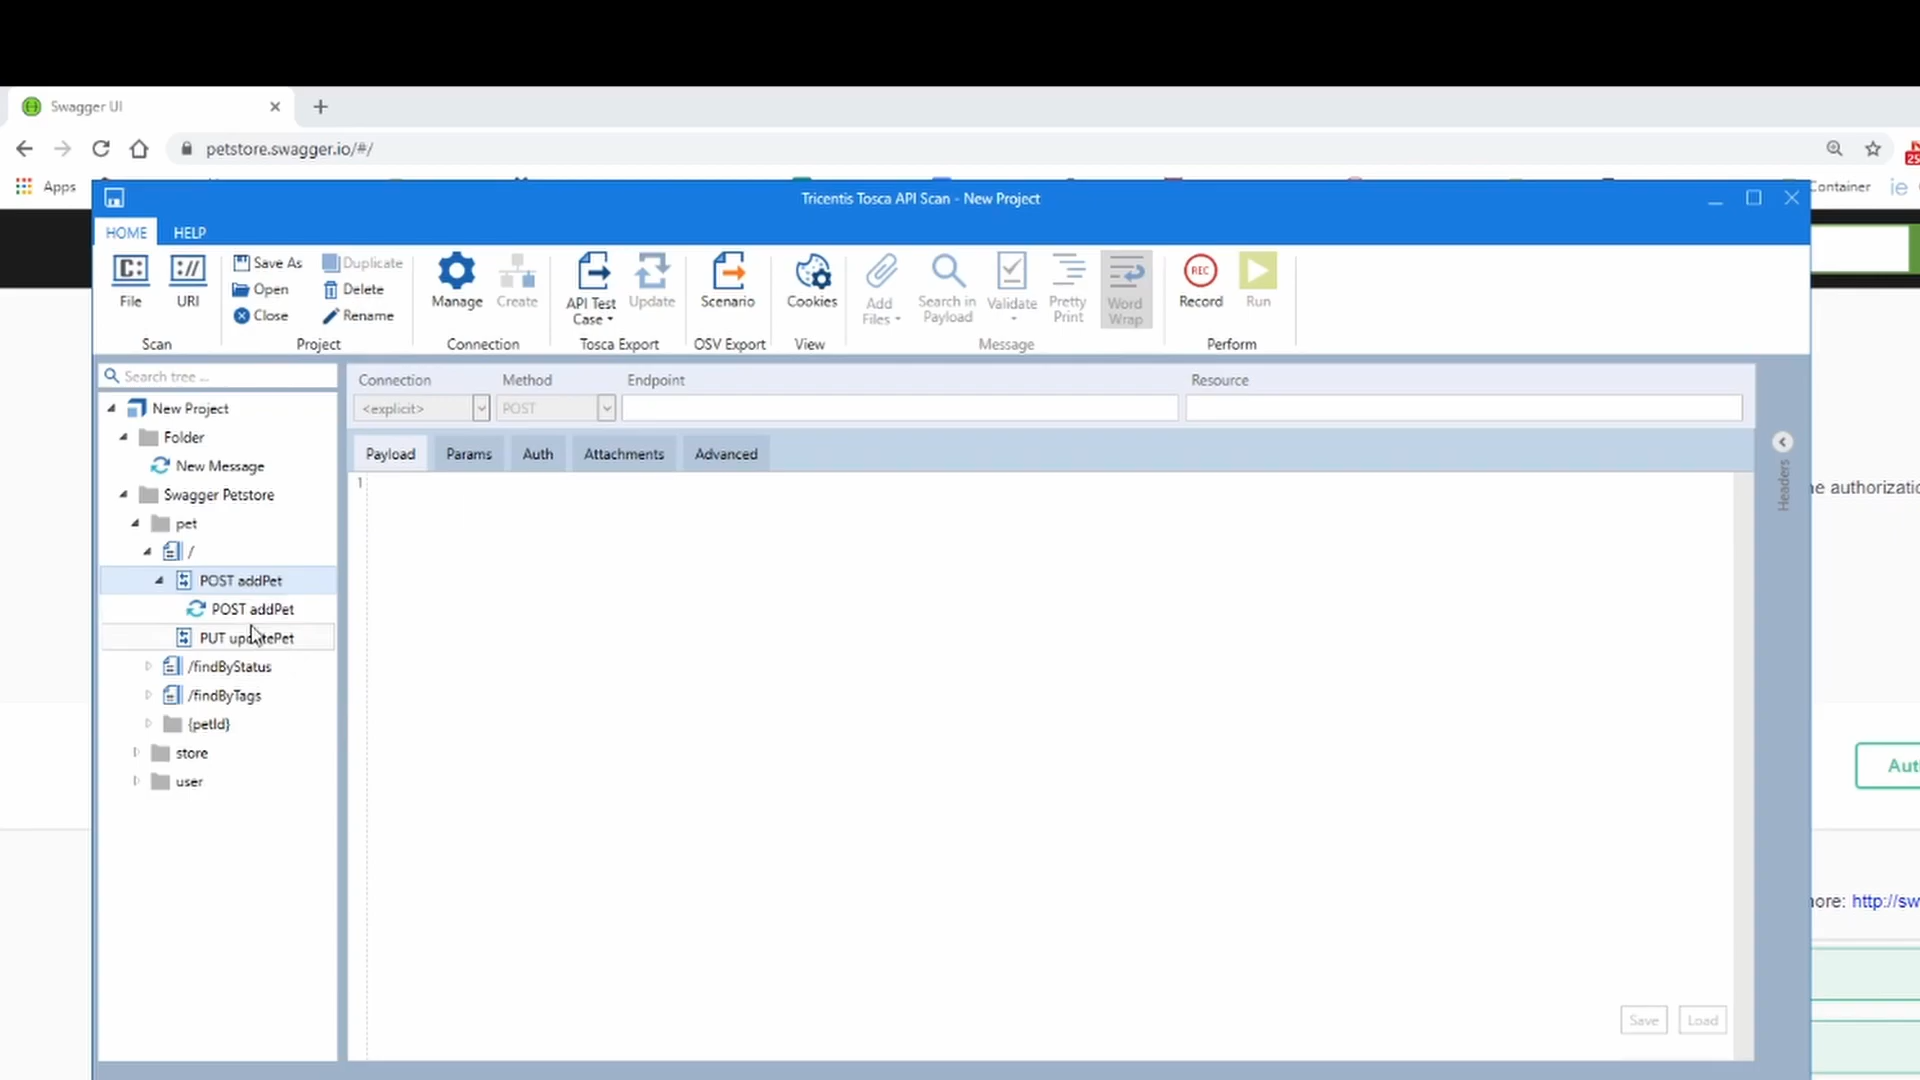 Swagger UI
petstore.swagger.io/#/
Apps
Container
Tricentis Tosca API Scan - New Project
HOME HELP
File
URI
Scan
Save As
Open
Close
Duplicate
Delete
Rename
Project
Manage
Create
Connection
API Test
Case
Update
Tosca Export
Scenario
OSV Export
Cookies
View
Add
Files
Search in
Payload
Validate
Pretty
Print
Word
Wrap
Message
REC
Record
Run
Perform
Search tree ...
New Project
Folder
New Message
Swagger Petstore
pet
/
POST addPet
POST addPet
PUT updatePet
/findByStatus
/findByTags
{petId}
store
user
Connection Method Endpoint Resource
<explicit> POST
Payload Params Auth Attachments Advanced
1
Headers
Save Load
he authorizatio
Aut
more: http://sw